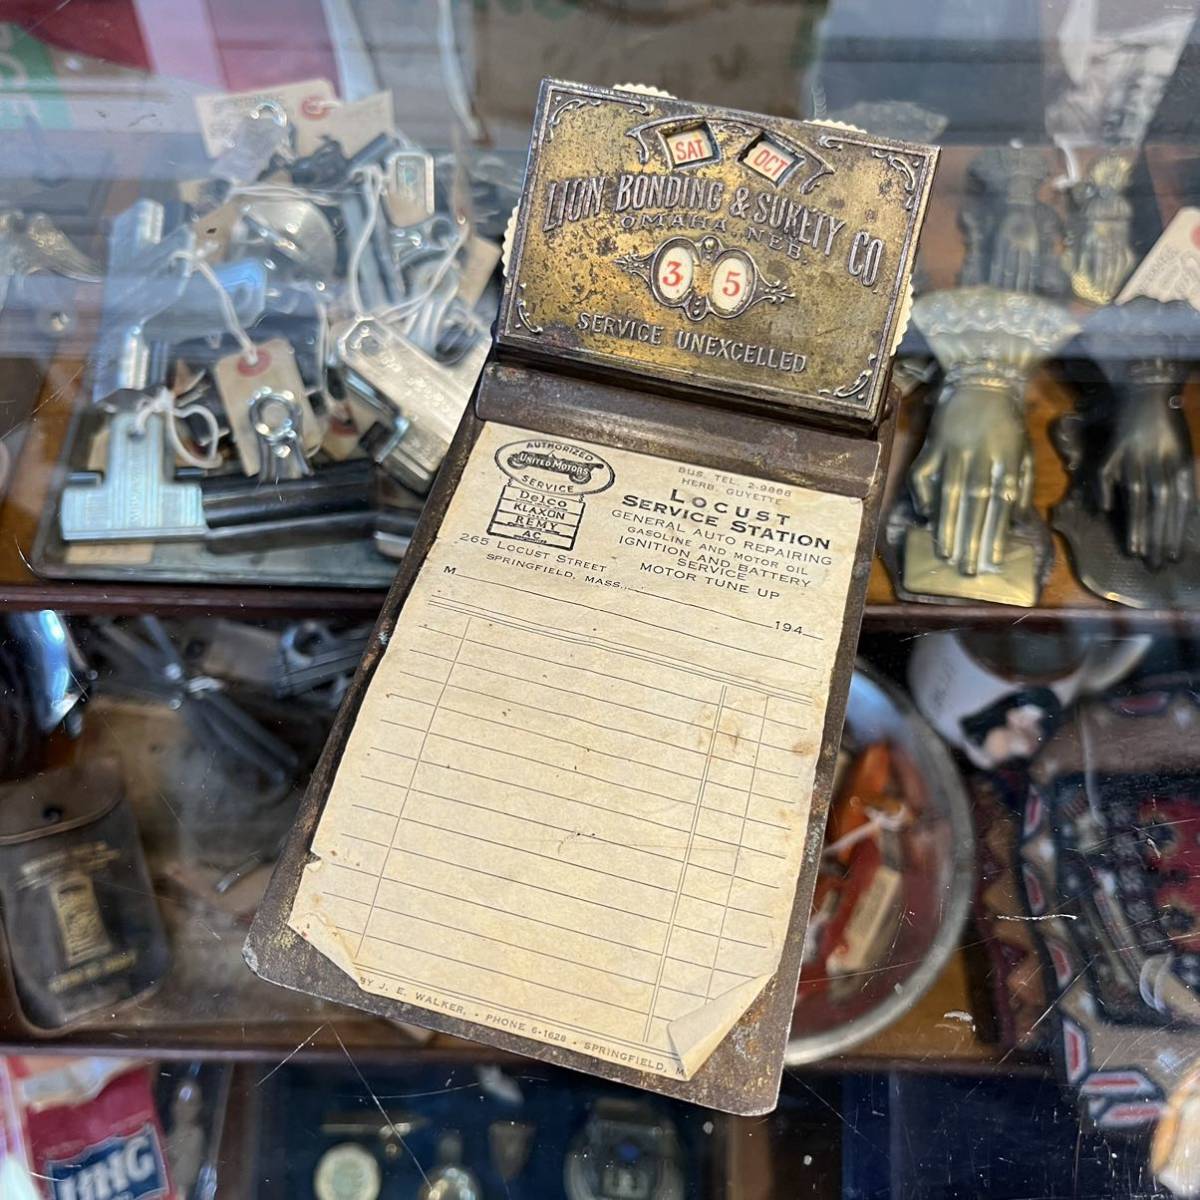 SAT OCT
LION BONDING & SURETY CO
OMAHA, NEB.
3 5
SERVICE UNEXCELLED
AUTHORIZED
UNITED MOTORS
SERVICE
DELCO
KLAXON
REMY
AC
265 LOCUST STREET
SPRINGFIELD, MASS.
BUS. TEL. 2-9866
HERB. GUYETTE
LOCUST
SERVICE STATION
GENERAL AUTO REPAIRING
GASOLINE AND MOTOR OIL
IGNITION AND BATTERY
SERVICE
MOTOR TUNE UP
M 194
BY J. E. WALKER, • PHONE 6-1628 • SPRINGFIELD, M